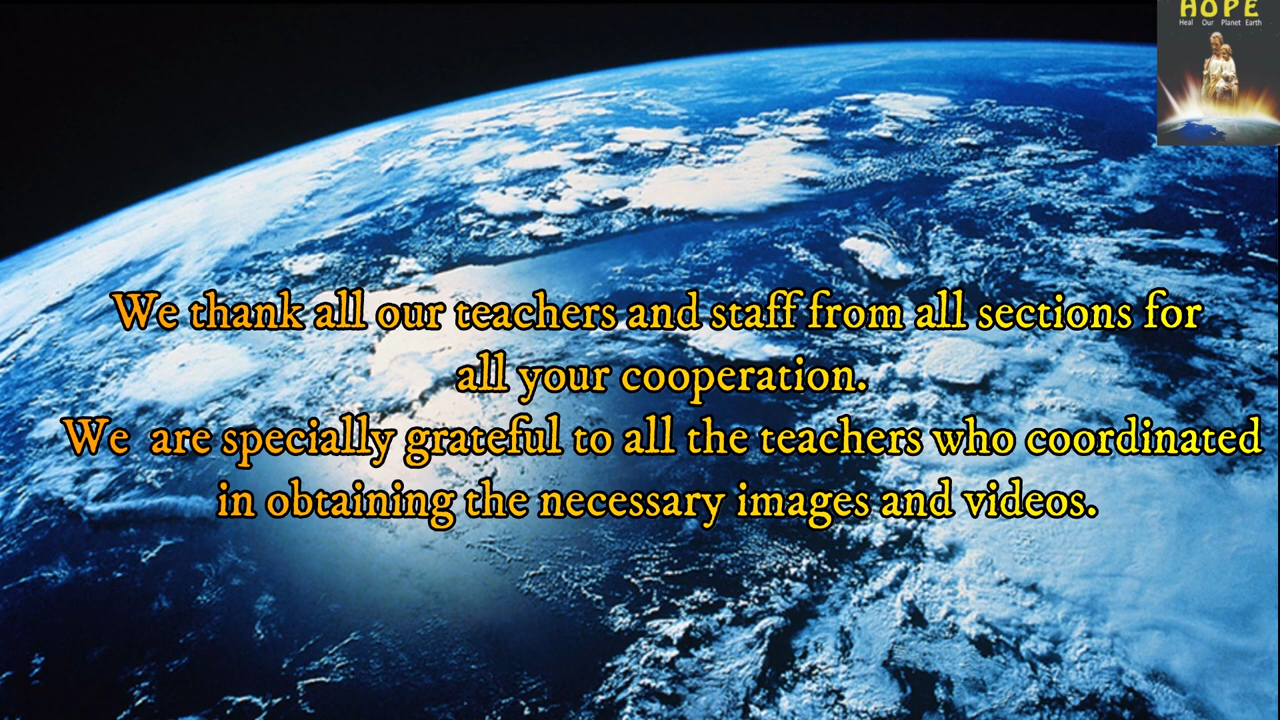 HOPE
Heal Our Planet Earth
We thank all our teachers and staff from all sections for
all your cooperation.
We are specially grateful to all the teachers who coordinated
in obtaining the necessary images and videos.